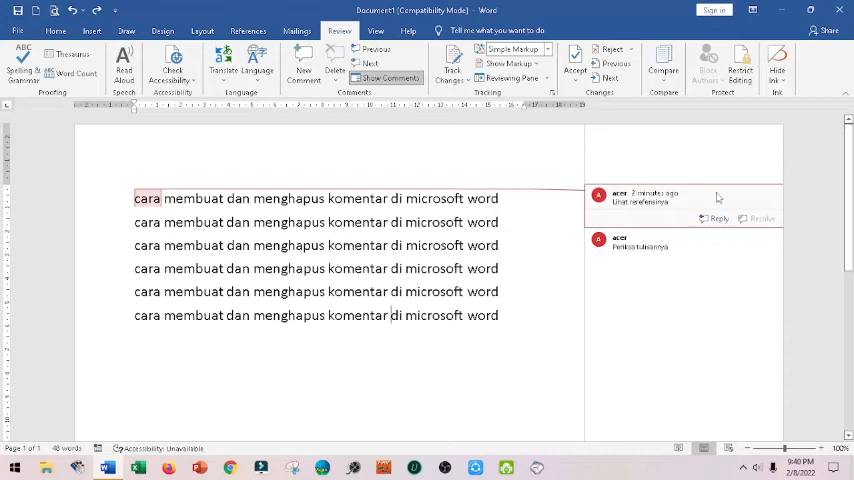 Document1 [Compatibility Mode] - Word
Sign in
File Home Insert Draw Design Layout References Mailings Review View Help Tell me what you want to do Share
Spelling & Grammar
Thesaurus
Word Count
Proofing
Read Aloud
Speech
Check Accessibility
Accessibility
Translate
Language
Language
New Comment
Delete
Previous
Next
Show Comments
Comments
Track Changes
Simple Markup
Show Markup
Reviewing Pane
Tracking
Accept
Reject
Previous
Next
Changes
Compare
Compare
Block Authors
Restrict Editing
Protect
Hide Ink
Ink
cara membuat dan menghapus komentar di microsoft word
cara membuat dan menghapus komentar di microsoft word
cara membuat dan menghapus komentar di microsoft word
cara membuat dan menghapus komentar di microsoft word
cara membuat dan menghapus komentar di microsoft word
cara membuat dan menghapus komentar di microsoft word
A acer 2 minutes ago
Lihat rerefensinya
Reply Resolve
A acer
Periksa tulisannya
Page 1 of 1 48 words Accessibility: Unavailable 100%
9:40 PM
2/8/2022